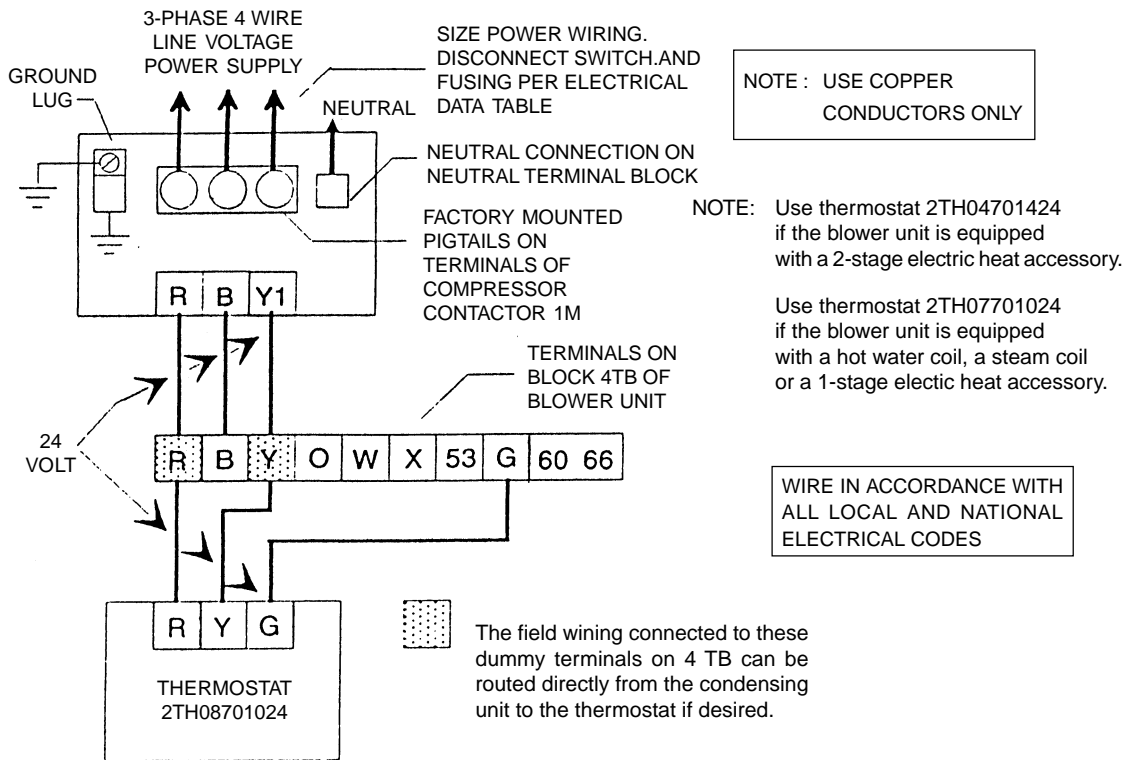 3-PHASE 4 WIRE
LINE VOLTAGE
POWER SUPPLY
SIZE POWER WIRING.
DISCONNECT SWITCH.AND
FUSING PER ELECTRICAL
DATA TABLE
NOTE : USE COPPER
CONDUCTORS ONLY
GROUND
LUG
NEUTRAL
NEUTRAL CONNECTION ON
NEUTRAL TERMINAL BLOCK
FACTORY MOUNTED
PIGTAILS ON
TERMINALS OF
COMPRESSOR
CONTACTOR 1M
NOTE: Use thermostat 2TH04701424
if the blower unit is equipped
with a 2-stage electric heat accessory.
Use thermostat 2TH07701024
if the blower unit is equipped
with a hot water coil, a steam coil
or a 1-stage electic heat accessory.
R B Y1
TERMINALS ON
BLOCK 4TB OF
BLOWER UNIT
24
VOLT
R B Y O W X 53 G 60 66
WIRE IN ACCORDANCE WITH
ALL LOCAL AND NATIONAL
ELECTRICAL CODES
R Y G
THERMOSTAT
2TH08701024
The field wining connected to these
dummy terminals on 4 TB can be
routed directly from the condensing
unit to the thermostat if desired.